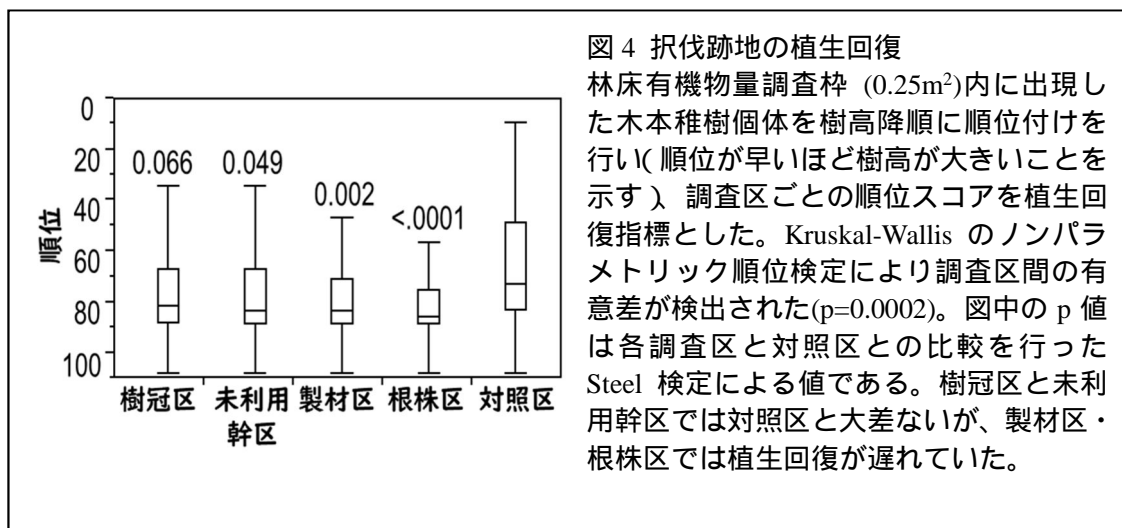 0
20
40
60
80
100
順位
0.066
0.049
0.002
<.0001
樹冠区
未利用
幹区
製材区
根株区
対照区
図 4 択伐跡地の植生回復
林床有機物量調査枠 (0.25m²)内に出現し
た木本稚樹個体を樹高降順に順位付けを
行い(順位が早いほど樹高が大きいことを
示す)、調査区ごとの順位スコアを植生回
復指標とした。Kruskal-Wallis のノンパラ
メトリック順位検定により調査区間の有
意差が検出された(p=0.0002)。図中の p 値
は各調査区と対照区との比較を行った
Steel 検定による値である。樹冠区と未利
用幹区では対照区と大差ないが、製材区・
根株区では植生回復が遅れていた。